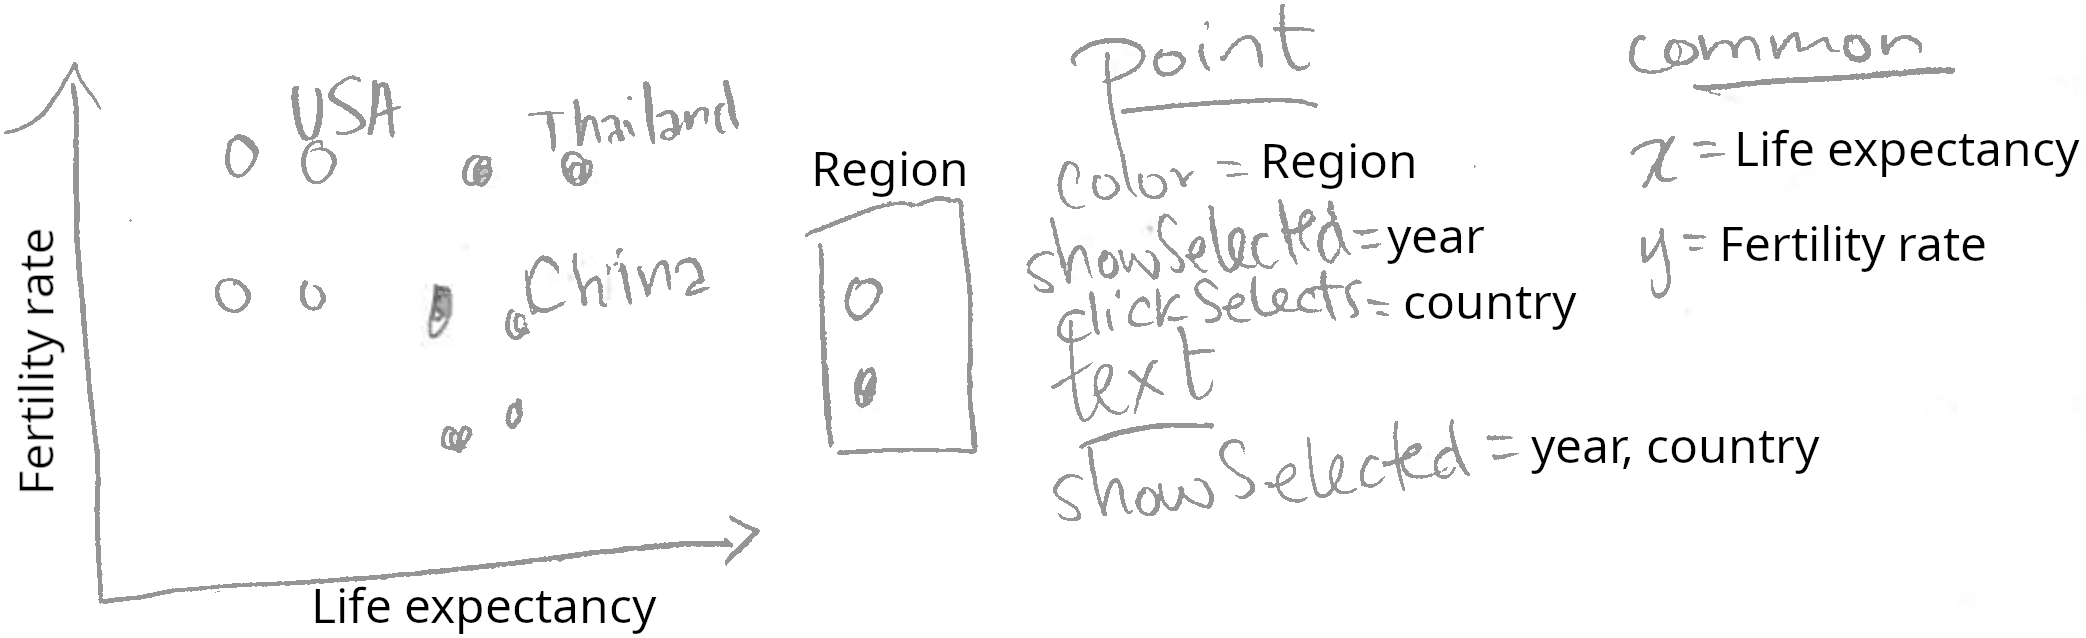 USA
Thailand
China
Fertility rate
Life expectancy
Region
Point
color = Region
showSelected = year
clickSelects = country
text
showSelected = year, country
common
x = Life expectancy
y = Fertility rate